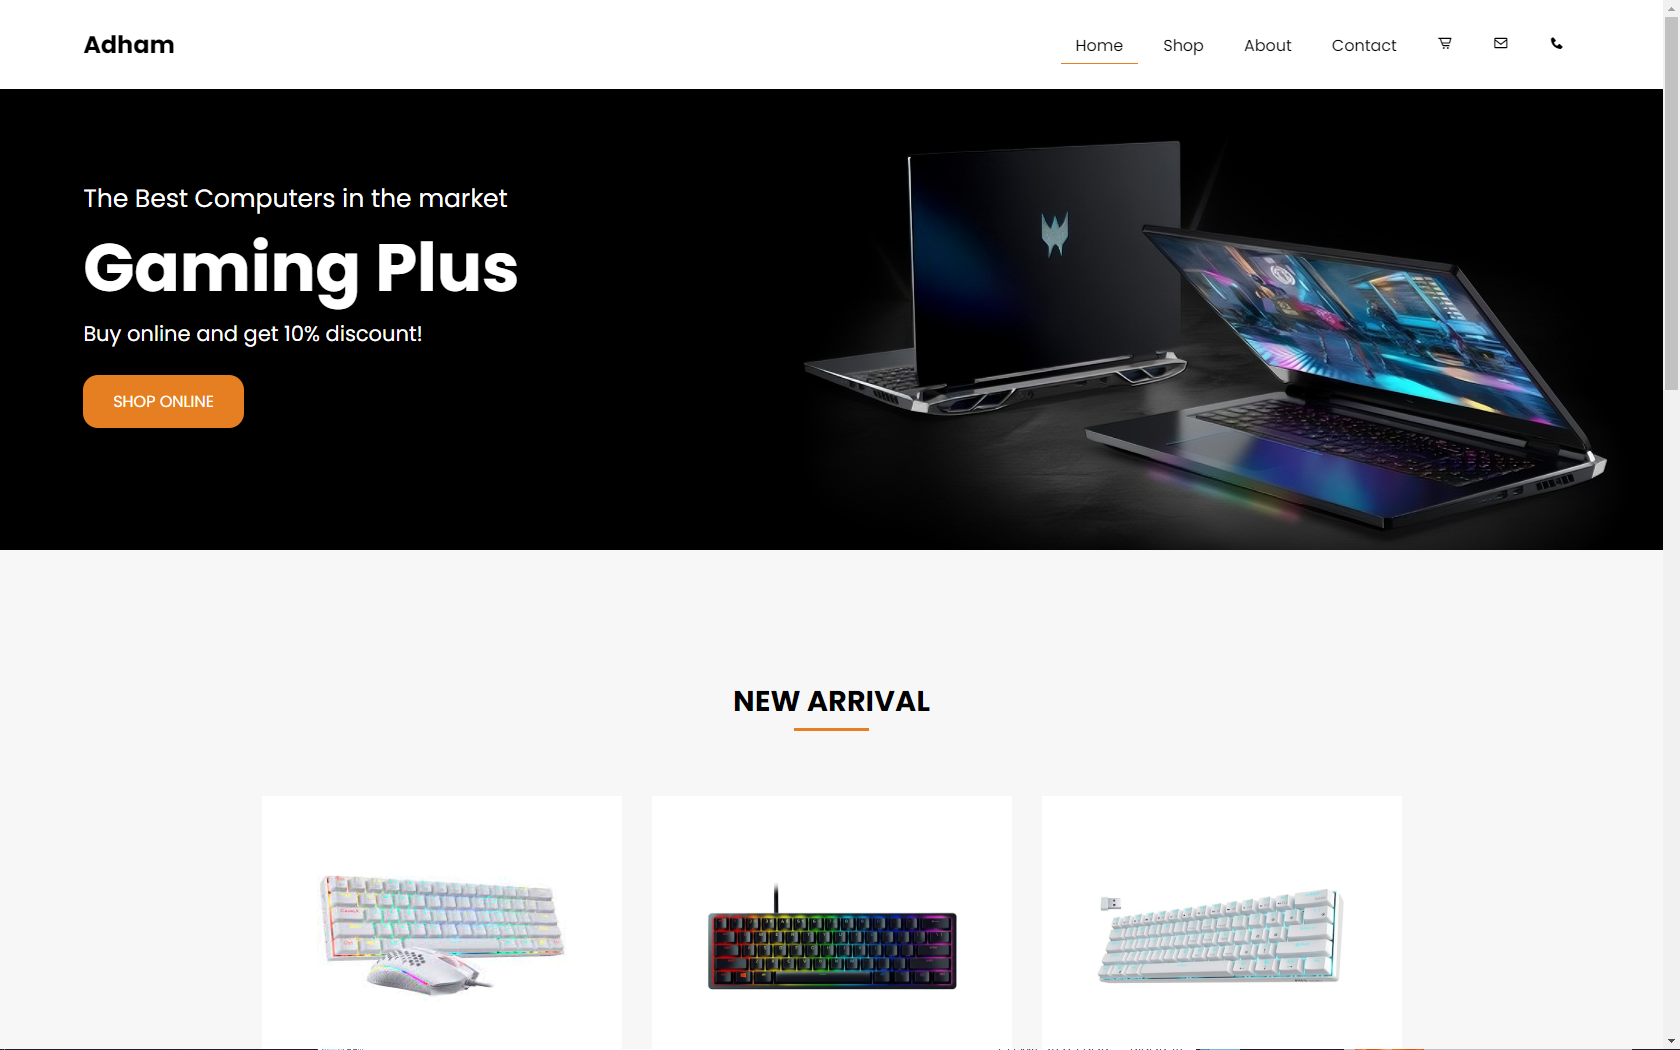 Adham
Home
Shop
About
Contact
The Best Computers in the market
Gaming Plus
Buy online and get 10% discount!
SHOP ONLINE
NEW ARRIVAL